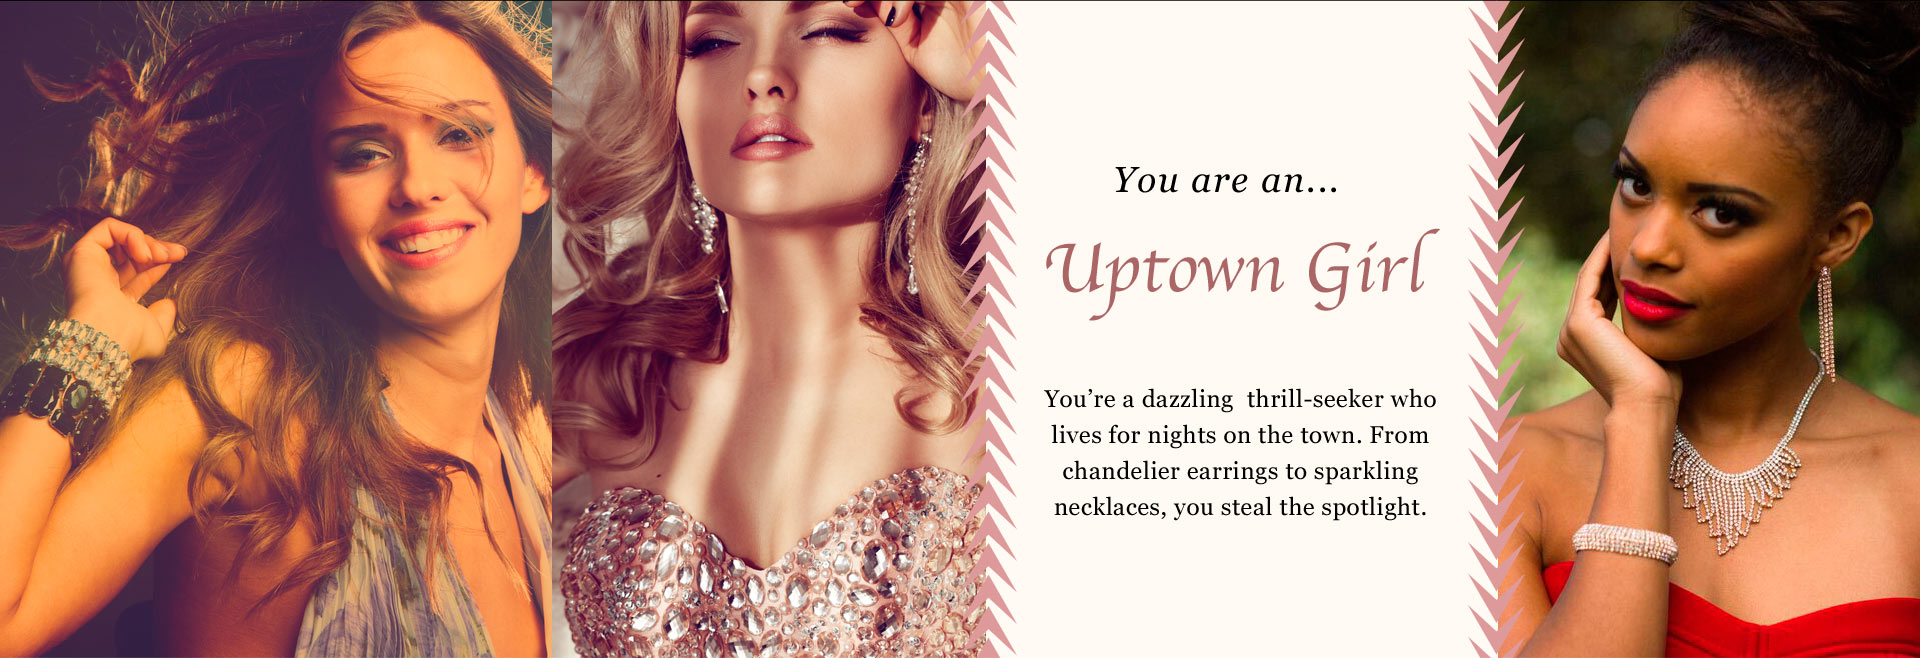 You are an...
Uptown Girl
You’re a dazzling  thrill-seeker who
lives for nights on the town. From
chandelier earrings to sparkling
necklaces, you steal the spotlight.